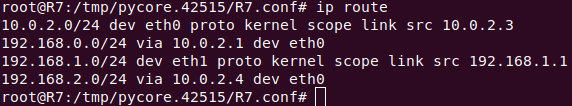 root@R7:/tmp/pycore.42515/R7.conf# ip route
10.0.2.0/24 dev eth0 proto kernel scope link src 10.0.2.3
192.168.0.0/24 via 10.0.2.1 dev eth0
192.168.1.0/24 dev eth1 proto kernel scope link src 192.168.1.1
192.168.2.0/24 via 10.0.2.4 dev eth0
root@R7:/tmp/pycore.42515/R7.conf#